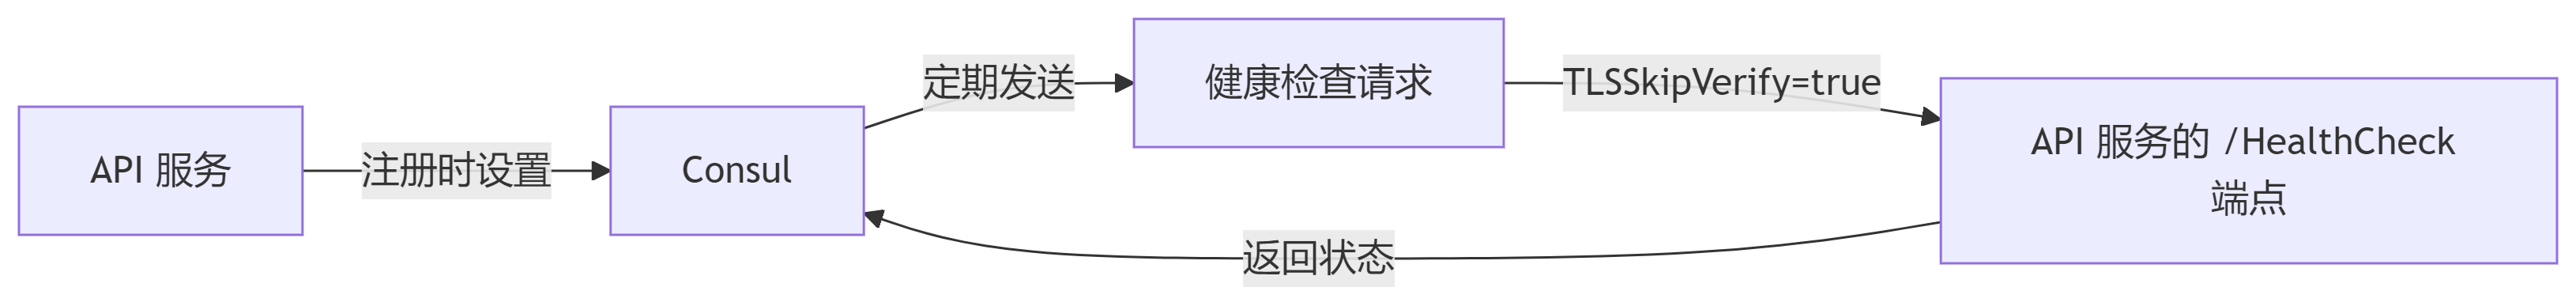 API 服务
注册时设置
Consul
定期发送
健康检查请求
TLSSkipVerify=true
API 服务的 /HealthCheck
端点
返回状态